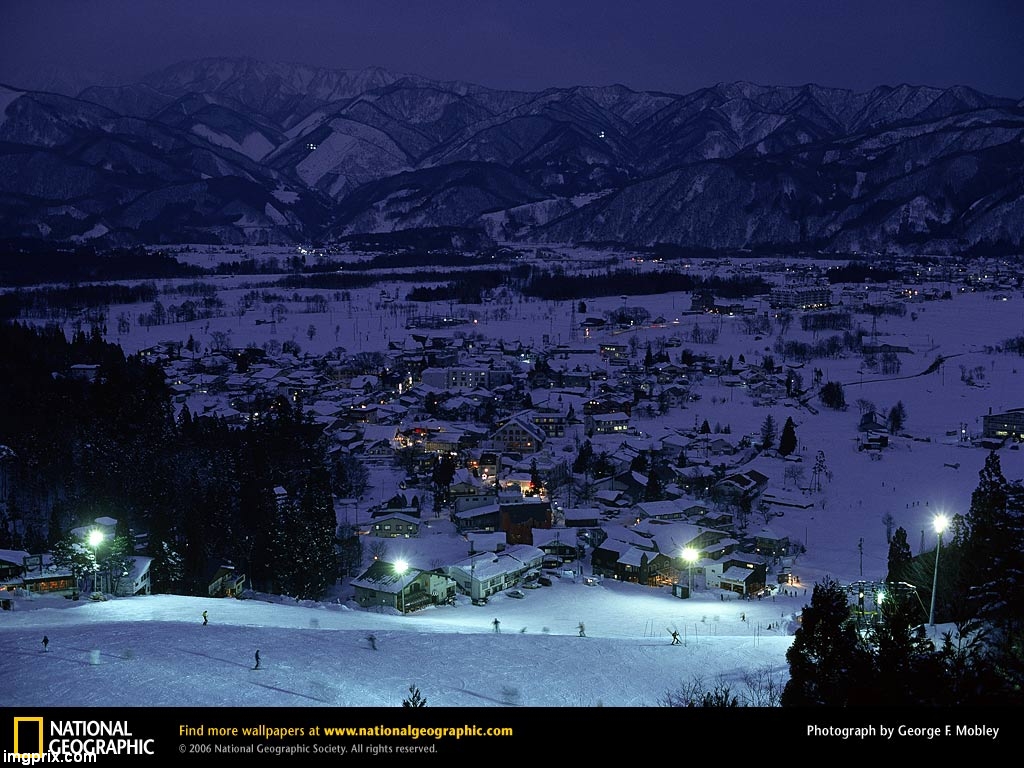 NATIONAL
GEOGRAPHIC
Find more wallpapers at www.nationalgeographic.com
© 2006 National Geographic Society. All rights reserved.
Photograph by George F. Mobley
imgprix.com